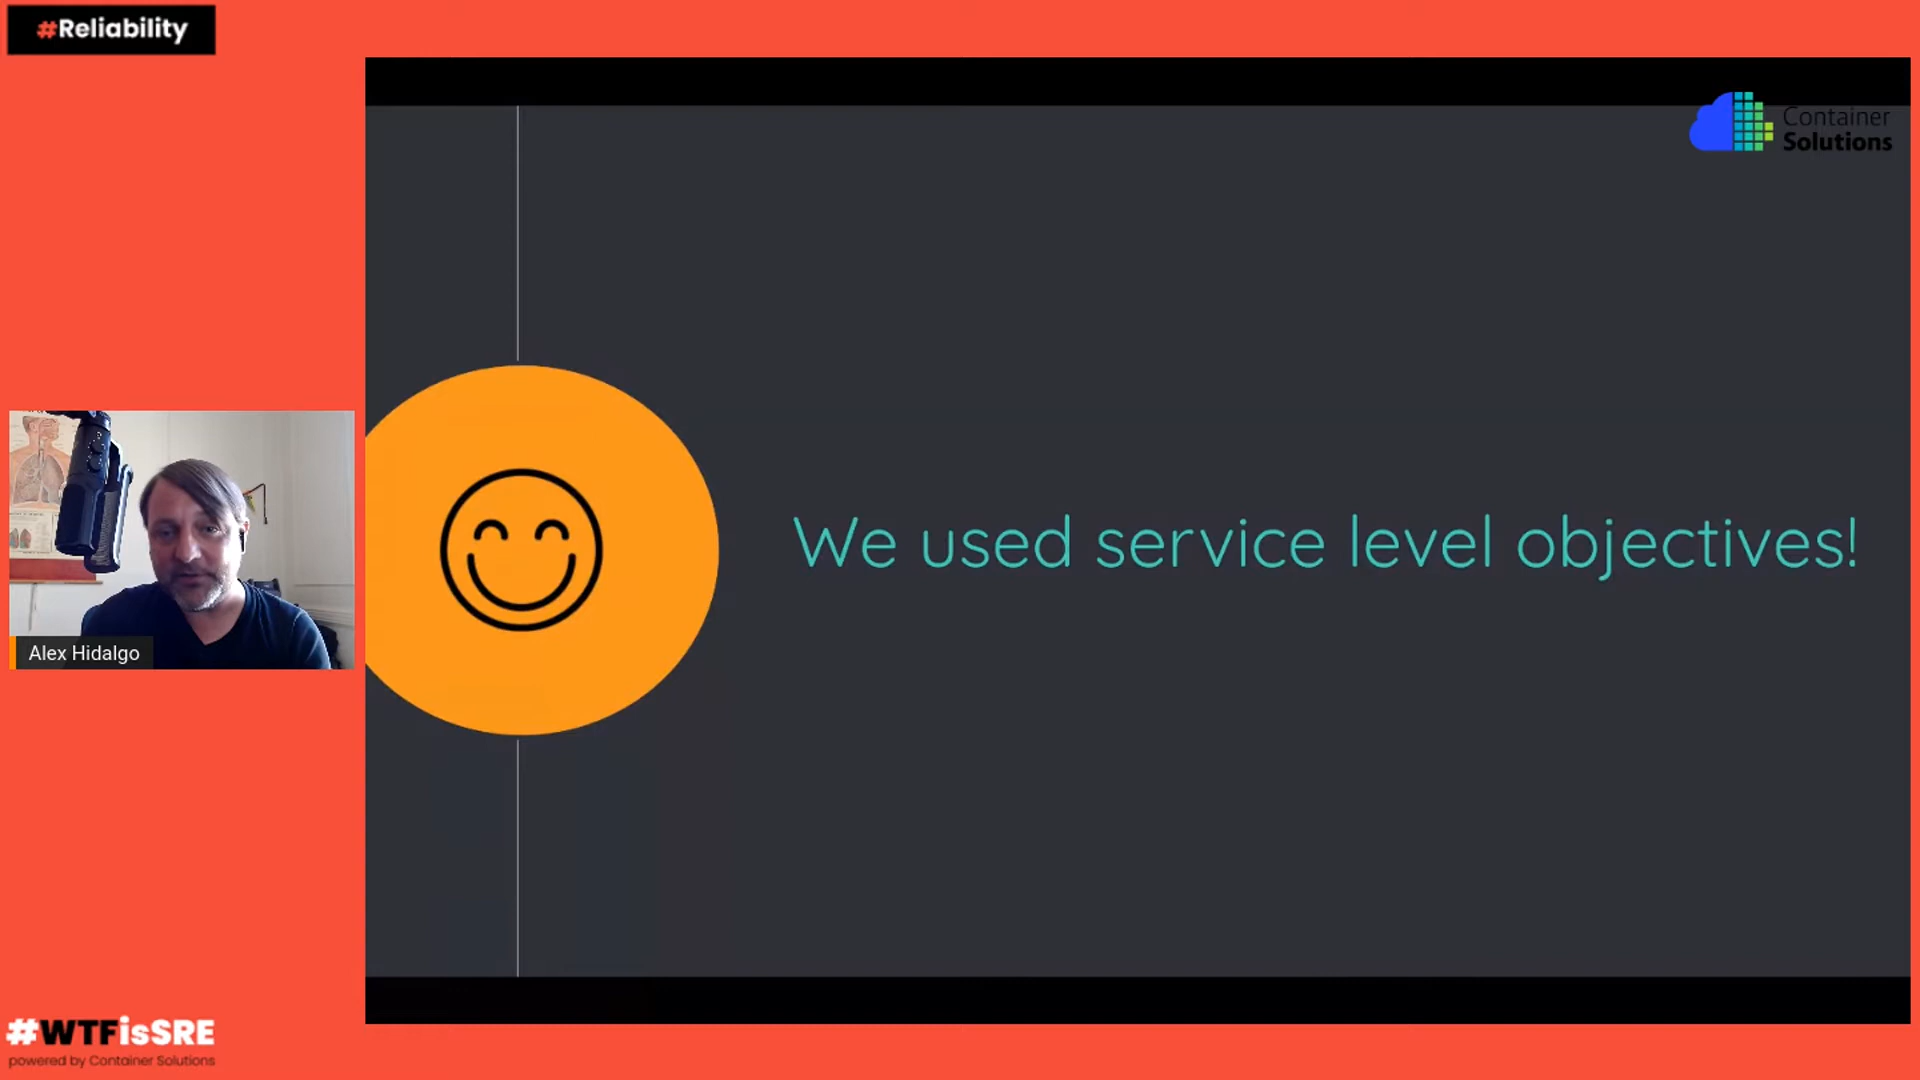 #Reliability
Container
Solutions
We used service level objectives!
Alex Hidalgo
#WTFisSRE
powered by Container Solutions